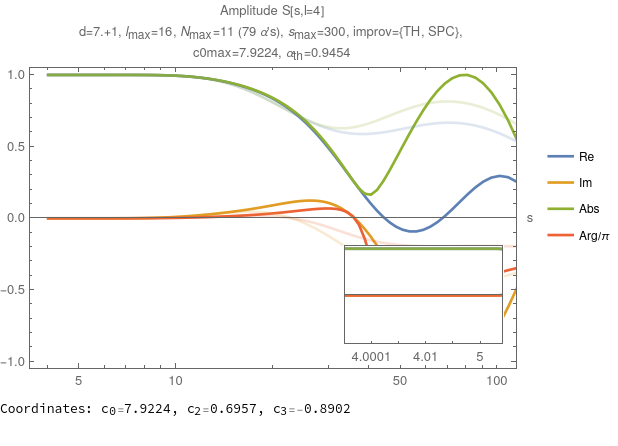 Amplitude S[s,l=4]
d=7.+1, lmax=16, Nmax=11 (79 α's), smax=300, improv={TH, SPC},
c0max=7.9224, αth=0.9454
1.0
0.5
0.0
-0.5
-1.0
5
10
50
100
s
4.0001
4.01
5
Re
Im
Abs
Arg/π
Coordinates: c0=7.9224, c2=0.6957, c3=-0.8902